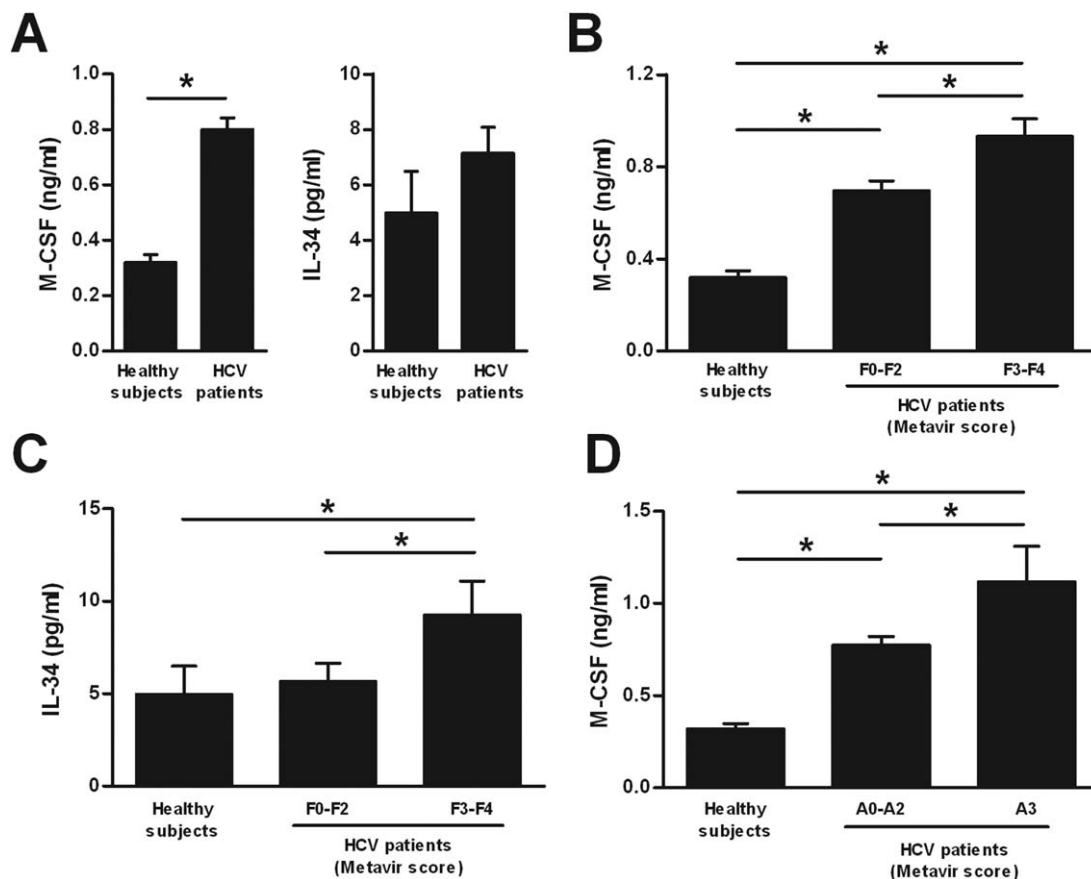 A
M-CSF (ng/ml)
1.0
0.8
0.6
0.4
0.2
0.0
*
Healthy
subjects
HCV
patients
IL-34 (pg/ml)
10
8
6
4
2
0
Healthy
subjects
HCV
patients
B
M-CSF (ng/ml)
1.2
0.8
0.4
0.0
*
*
*
Healthy
subjects
F0-F2
F3-F4
HCV patients
(Metavir score)
C
IL-34 (pg/ml)
15
10
5
0
*
*
Healthy
subjects
F0-F2
F3-F4
HCV patients
(Metavir score)
D
M-CSF (ng/ml)
1.5
1.0
0.5
0.0
*
*
*
Healthy
subjects
A0-A2
A3
HCV patients
(Metavir score)